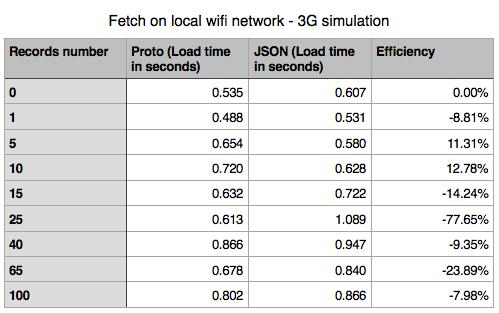 Fetch on local wifi network - 3G simulation
Records number Proto (Load time in seconds) JSON (Load time in seconds) Efficiency
0 0.535 0.607 0.00%
1 0.488 0.531 -8.81%
5 0.654 0.580 11.31%
10 0.720 0.628 12.78%
15 0.632 0.722 -14.24%
25 0.613 1.089 -77.65%
40 0.866 0.947 -9.35%
65 0.678 0.840 -23.89%
100 0.802 0.866 -7.98%